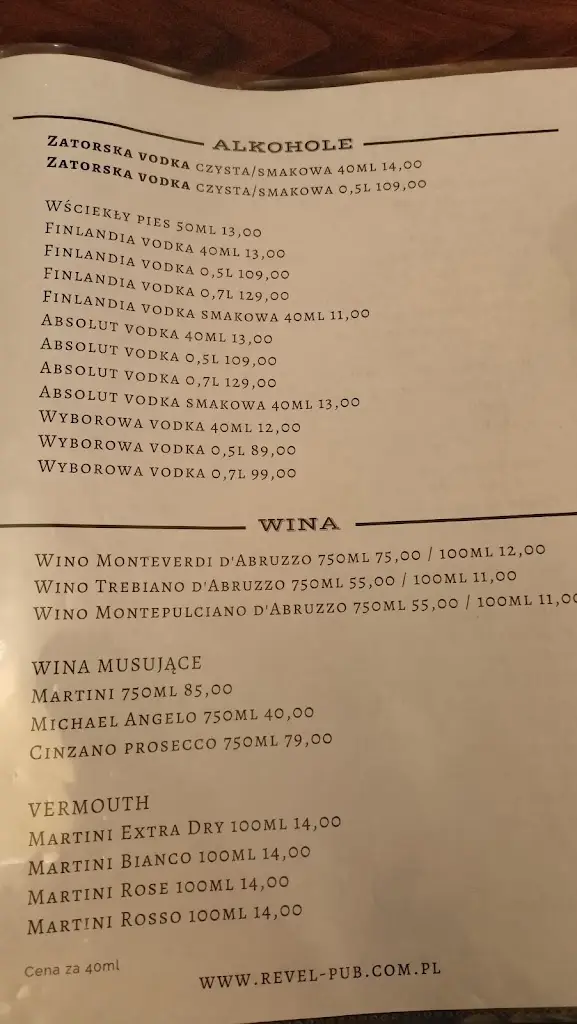 ALKOHOLE
ZATORSKA VODKA CZYSTA/SMAKOWA 40ML 14,00
ZATORSKA VODKA CZYSTA/SMAKOWA 0,5L 109,00
WŚCIEKŁY PIES 50ML 13,00
FINLANDIA VODKA 40ML 13,00
FINLANDIA VODKA 0,5L 109,00
FINLANDIA VODKA 0,7L 129,00
FINLANDIA VODKA SMAKOWA 40ML 11,00
ABSOLUT VODKA 40ML 13,00
ABSOLUT VODKA 0,5L 109,00
ABSOLUT VODKA 0,7L 129,00
ABSOLUT VODKA SMAKOWA 40ML 13,00
WYBOROWA VODKA 40ML 12,00
WYBOROWA VODKA 0,5L 89,00
WYBOROWA VODKA 0,7L 99,00
WINA
WINO MONTEVERDI D'ABRUZZO 750ML 75,00 / 100ML 12,00
WINO TREBIANO D'ABRUZZO 750ML 55,00 / 100ML 11,00
WINO MONTEPULCIANO D'ABRUZZO 750ML 55,00 / 100ML 11,00
WINA MUSUJĄCE
MARTINI 750ML 85,00
MICHAEL ANGELO 750ML 40,00
CINZANO PROSECCO 750ML 79,00
VERMOUTH
MARTINI EXTRA DRY 100ML 14,00
MARTINI BIANCO 100ML 14,00
MARTINI ROSE 100ML 14,00
MARTINI ROSSO 100ML 14,00
Cena za 40ml
WWW.REVEL-PUB.COM.PL